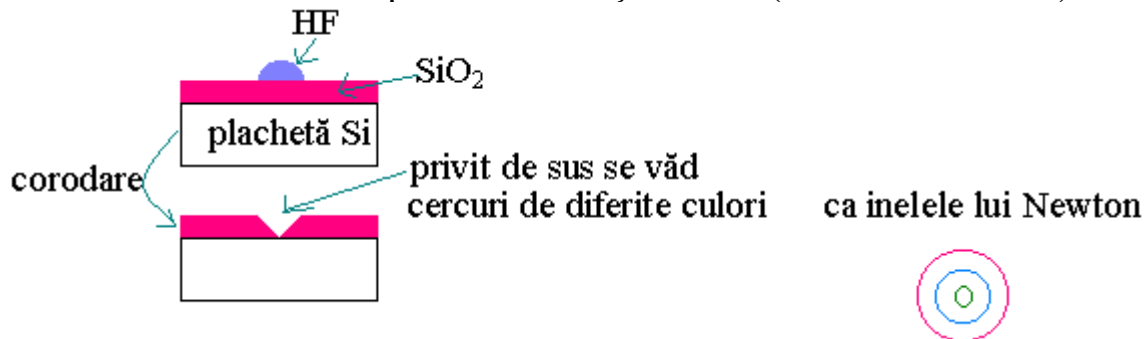 HF
SiO₂
plachetă Si
corodare
privit de sus se văd
cercuri de diferite culori
ca inelele lui Newton